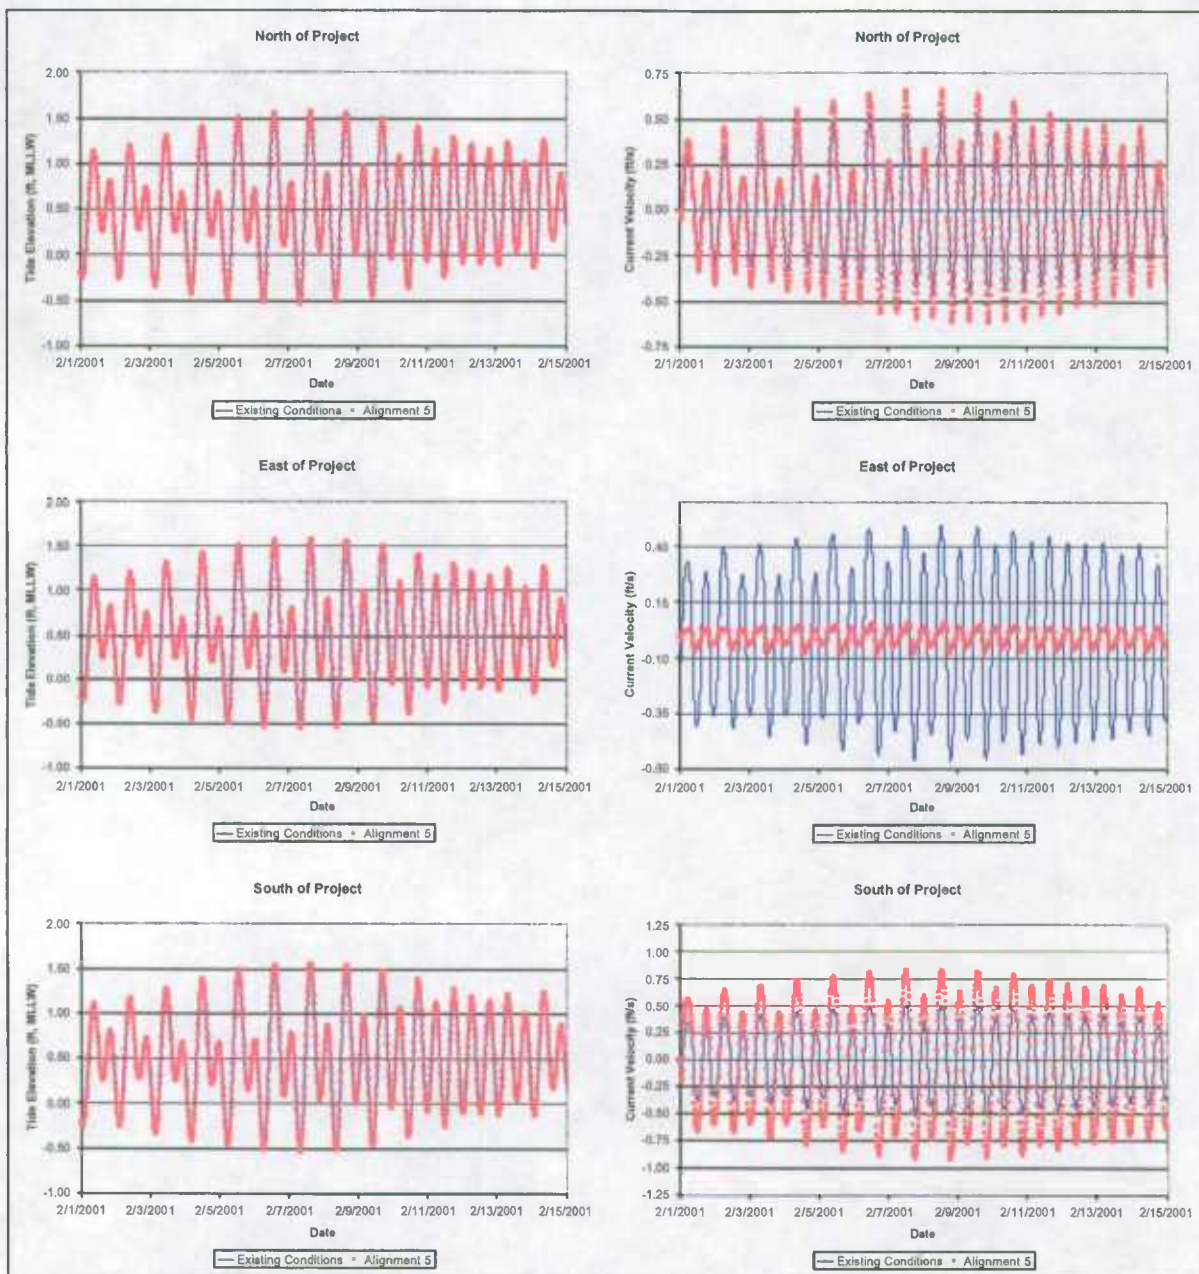 North of Project
2.00
1.50
1.00
0.50
0.00
-0.50
-1.00
Tide Elevation (ft, MLLW)
2/1/2001 2/3/2001 2/5/2001 2/7/2001 2/9/2001 2/11/2001 2/13/2001 2/15/2001
Date
Existing Conditions Alignment 5
North of Project
0.75
0.50
0.25
0.00
-0.25
-0.50
-0.75
Current Velocity (ft/s)
2/1/2001 2/3/2001 2/5/2001 2/7/2001 2/9/2001 2/11/2001 2/13/2001 2/15/2001
Date
Existing Conditions Alignment 5
East of Project
2.00
1.50
1.00
0.50
0.00
-0.50
-1.00
Tide Elevation (ft, MLLW)
2/1/2001 2/3/2001 2/5/2001 2/7/2001 2/9/2001 2/11/2001 2/13/2001 2/15/2001
Date
Existing Conditions Alignment 5
East of Project
0.40
0.15
-0.10
-0.35
-0.60
Current Velocity (ft/s)
2/1/2001 2/3/2001 2/5/2001 2/7/2001 2/9/2001 2/11/2001 2/13/2001 2/15/2001
Date
Existing Conditions Alignment 5
South of Project
2.00
1.50
1.00
0.50
0.00
-0.50
-1.00
Tide Elevation (ft, MLLW)
2/1/2001 2/3/2001 2/5/2001 2/7/2001 2/9/2001 2/11/2001 2/13/2001 2/15/2001
Date
Existing Conditions Alignment 5
South of Project
1.25
1.00
0.75
0.50
0.25
0.00
-0.25
-0.50
-0.75
-1.00
-1.25
Current Velocity (ft/s)
2/1/2001 2/3/2001 2/5/2001 2/7/2001 2/9/2001 2/11/2001 2/13/2001 2/15/2001
Date
Existing Conditions Alignment 5